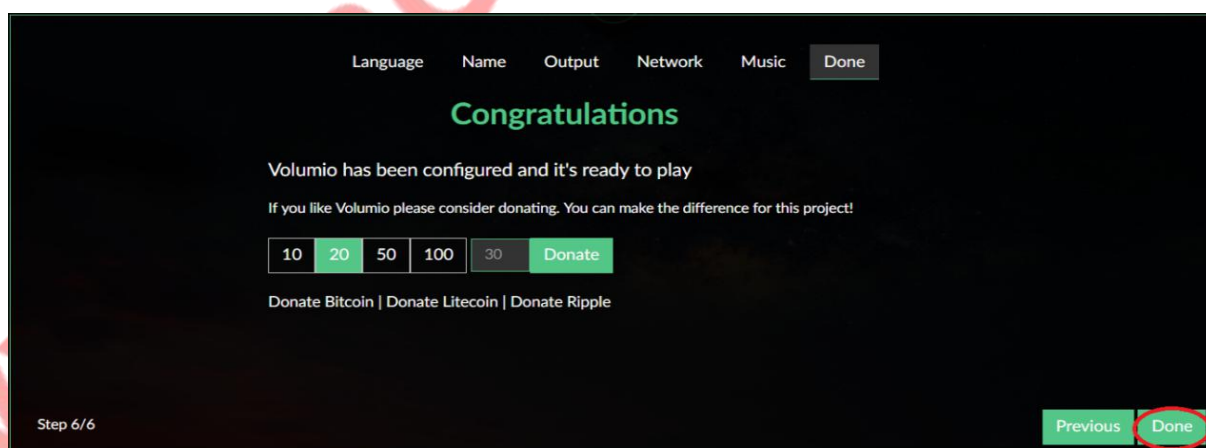 Language Name Output Network Music Done
Congratulations
Volumio has been configured and it's ready to play
If you like Volumio please consider donating. You can make the difference for this project!
10 20 50 100 30 Donate
Donate Bitcoin | Donate Litecoin | Donate Ripple
Step 6/6 Previous Done